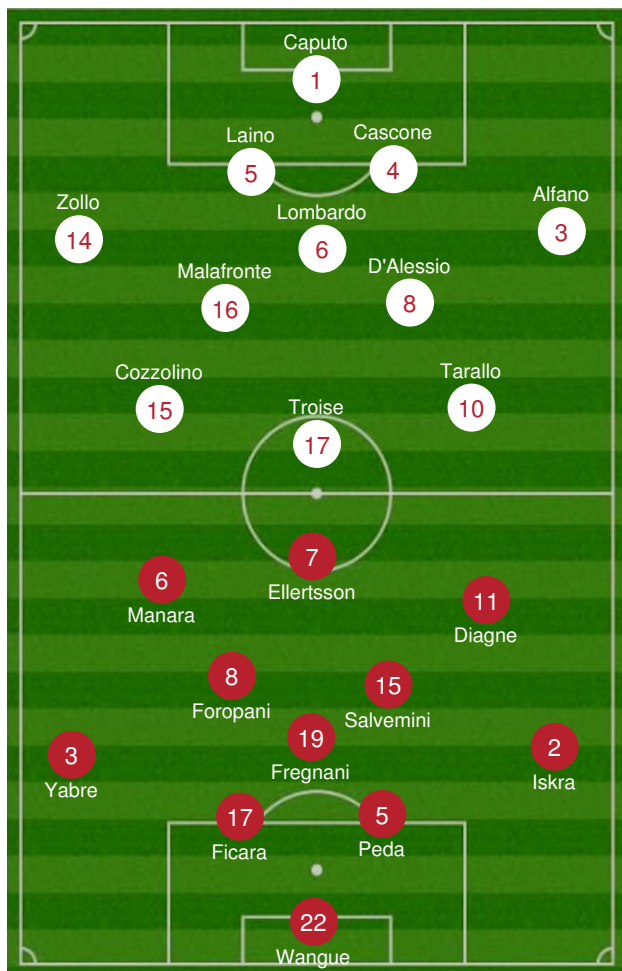 Caputo
1
Laino
Cascone
5
4
Zollo
Lombardo
Alfano
14
6
3
Malafronte
D'Alessio
16
8
Cozzolino
Troise
Tarallo
15
17
10
7
Ellertsson
6
Manara
11
Diagne
8
Foropani
15
Salvemini
19
Fregnani
3
Yabre
2
Iskra
17
Ficara
5
Peda
22
Wangue